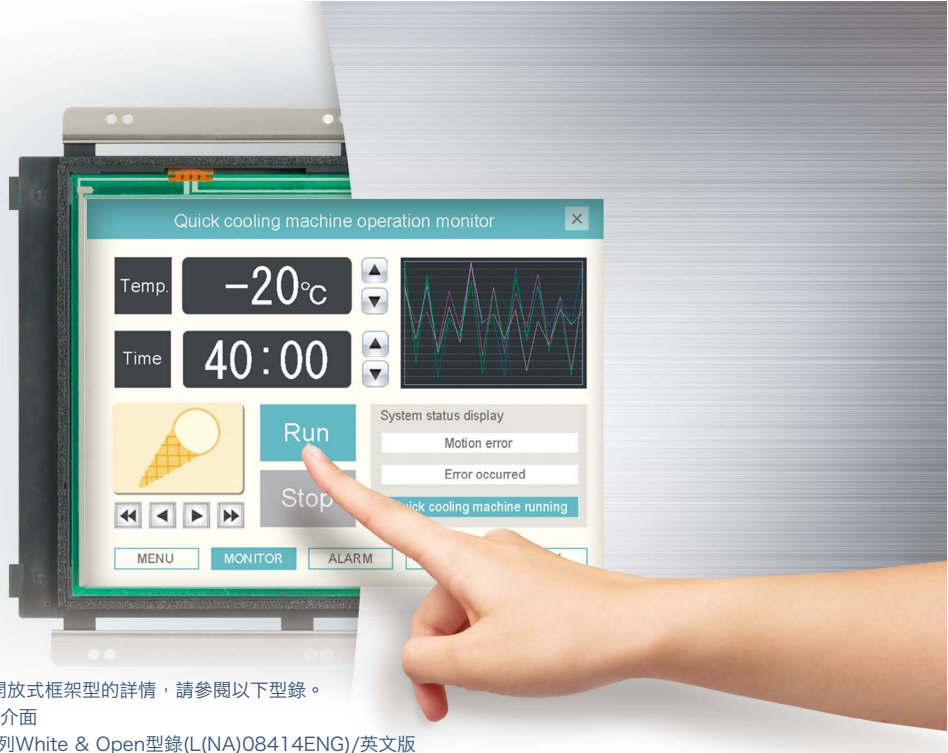 Quick cooling machine operation monitor
Temp.
-20℃
Time
40:00
Run
Stop
System status display
Motion error
Error occurred
Quick cooling machine running
MENU
MONITOR
ALARM
開放式框架型的詳情，請參閱以下型錄。
介面
列White & Open型錄(L(NA)08414ENG)/英文版